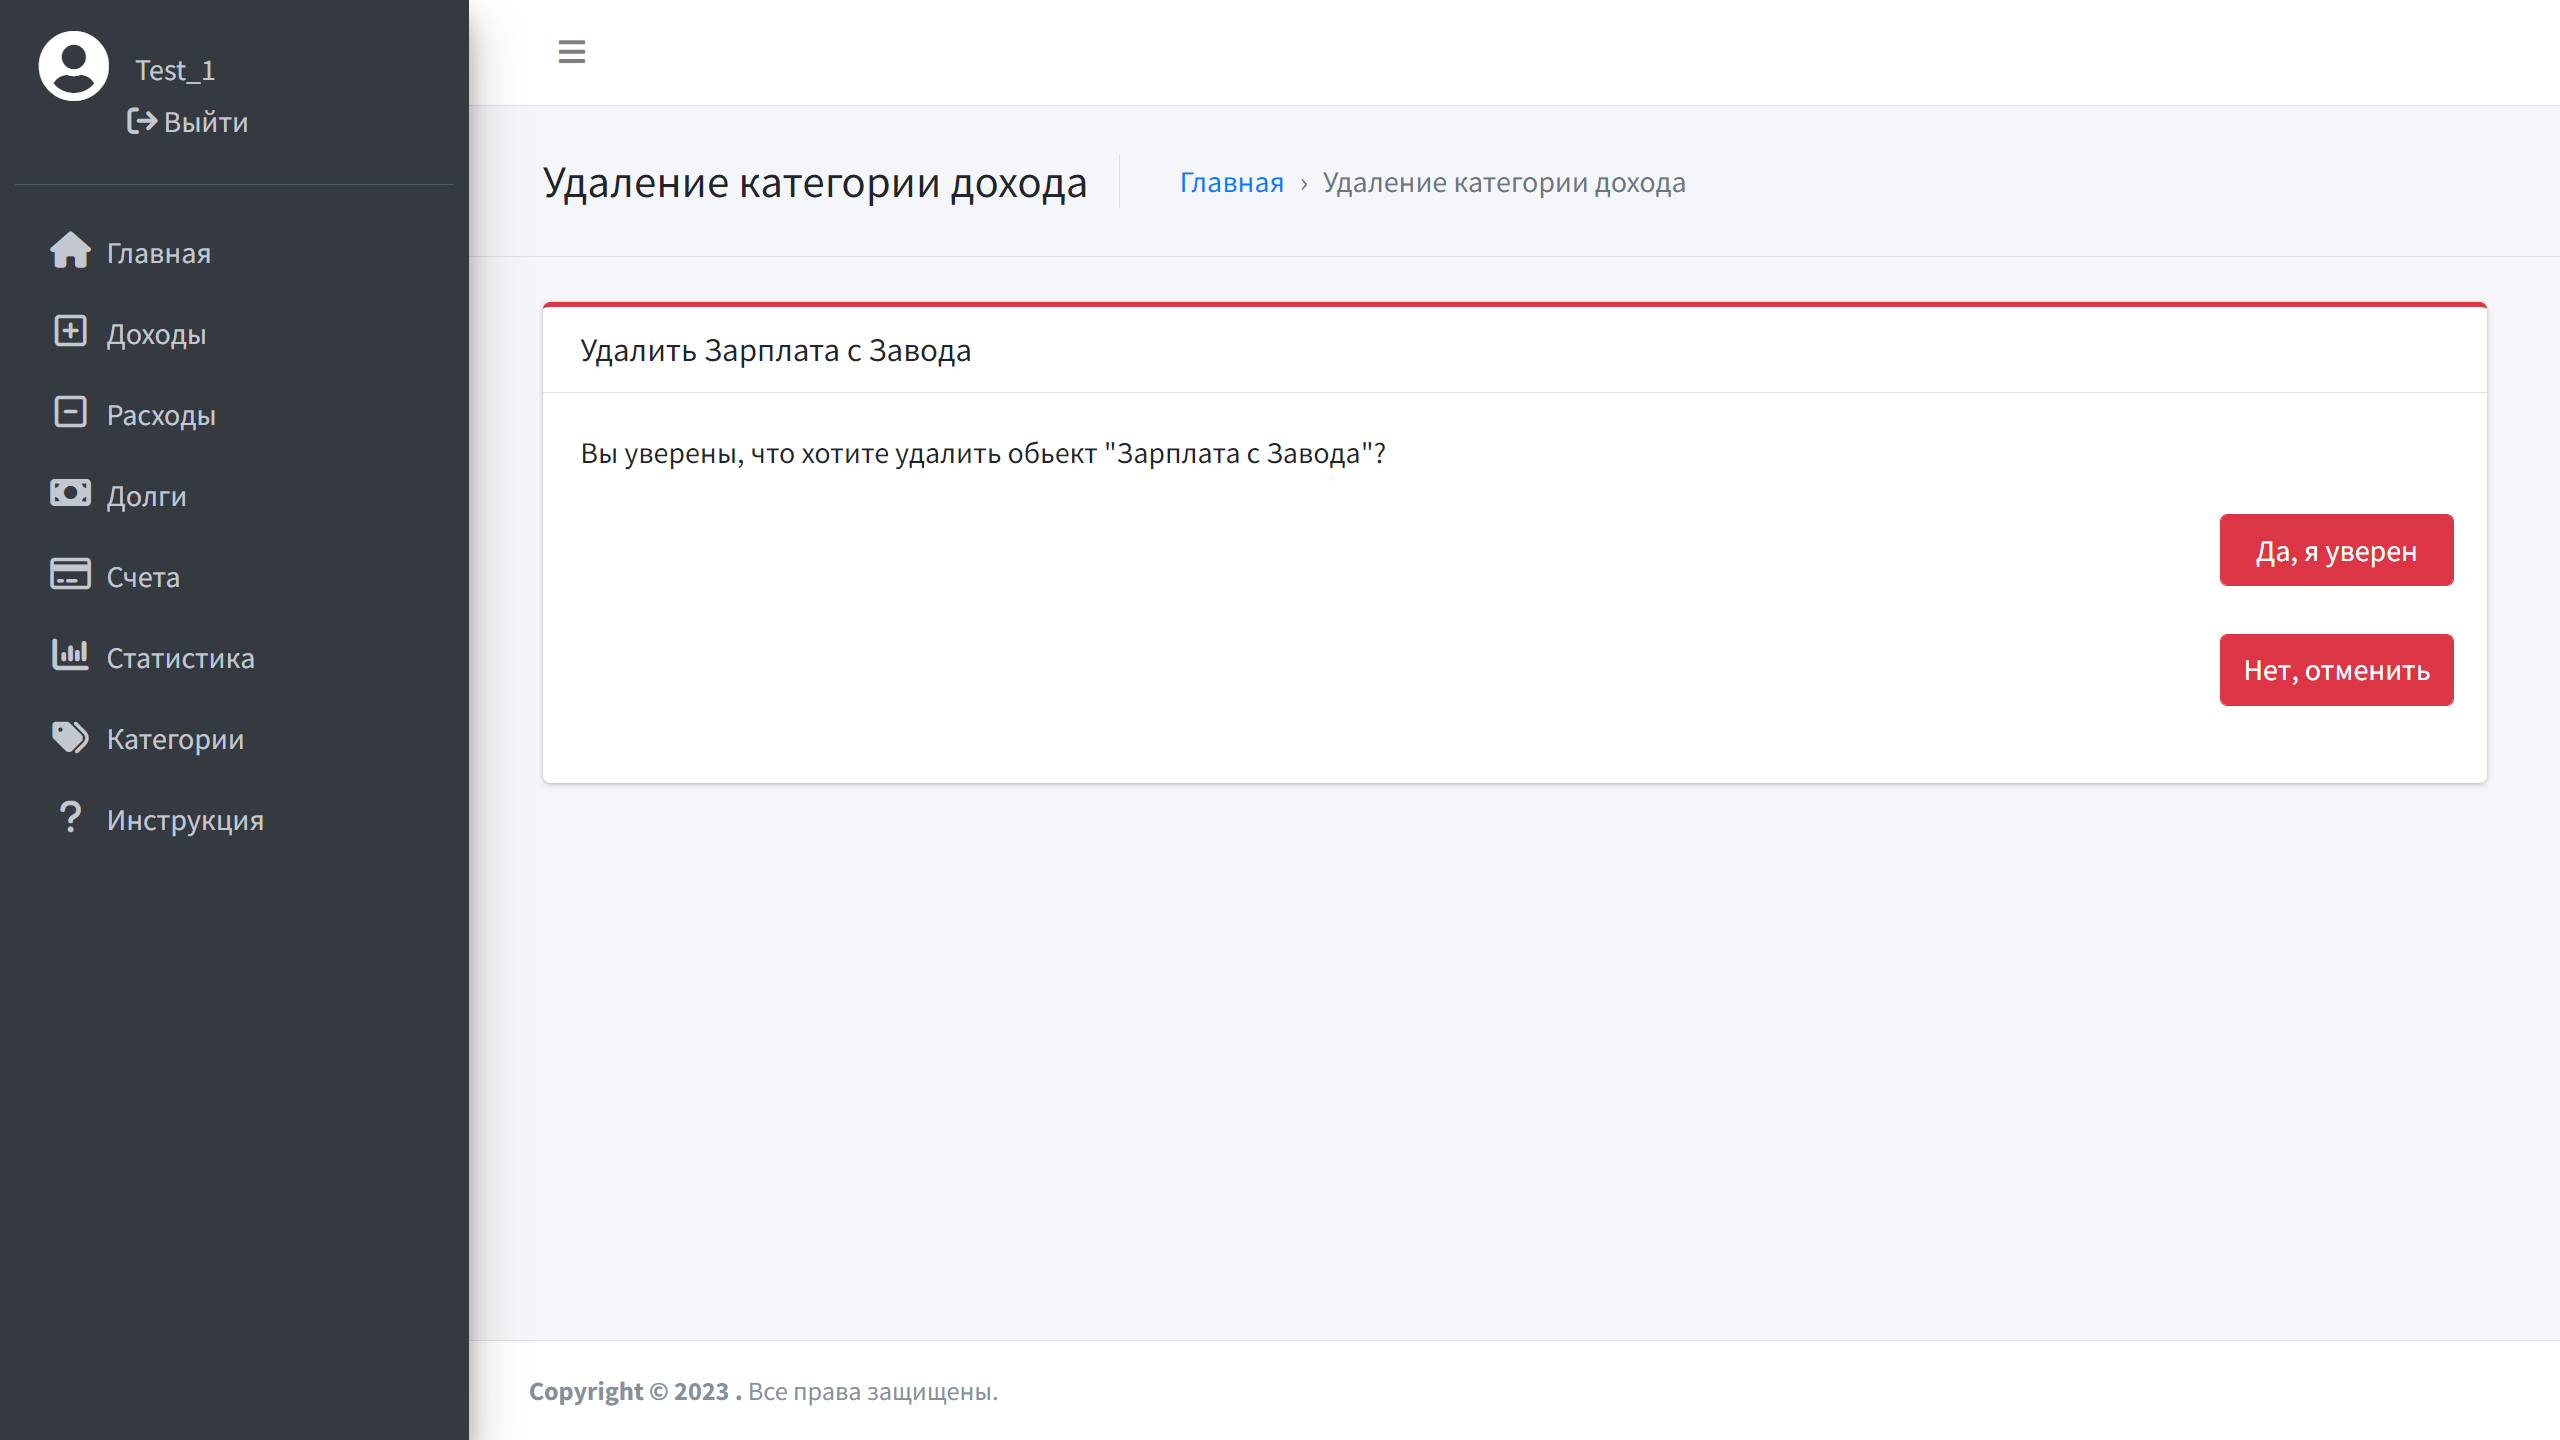 Test_1
Выйти
Главная
Доходы
Расходы
Долги
Счета
Статистика
Категории
Инструкция
Удаление категории дохода
Главная › Удаление категории дохода
Удалить Зарплата с Завода
Вы уверены, что хотите удалить обьект "Зарплата с Завода"?
Да, я уверен
Нет, отменить
Copyright © 2023 . Все права защищены.